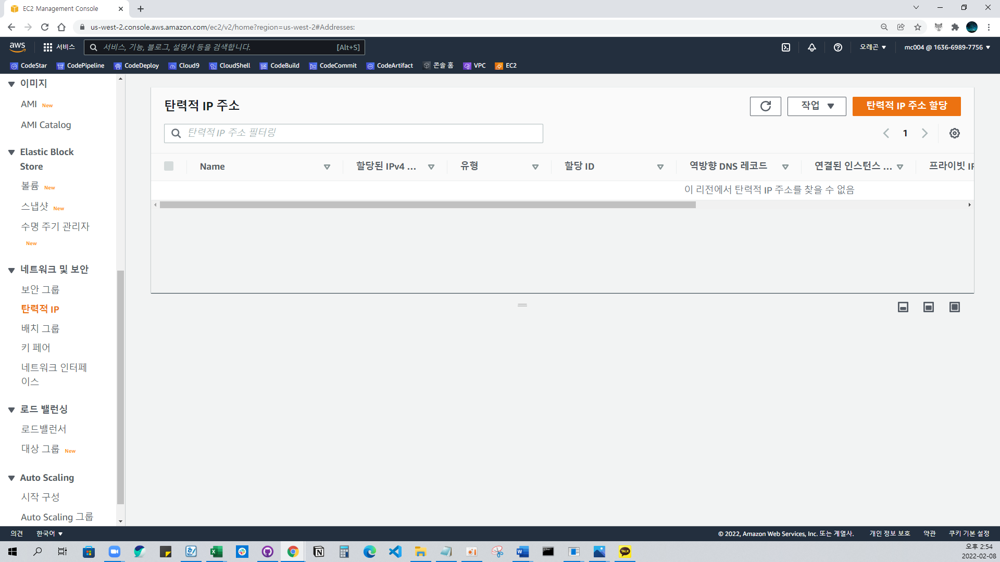 EC2 Management Console
us-west-2.console.aws.amazon.com/ec2/v2/home?region=us-west-2#Addresses:
aws 서비스 서비스, 기능, 블로그, 설명서 등을 검색합니다. [Alt+S] 오레곤 mc004 @ 1636-6989-7756
CodeStar CodePipeline CodeDeploy Cloud9 CloudShell CodeBuild CodeCommit CodeArtifact 콘솔 홈 VPC EC2
이미지
AMI New
AMI Catalog
Elastic Block
Store
볼륨 New
스냅샷 New
수명 주기 관리자
New
네트워크 및 보안
보안 그룹
탄력적 IP
배치 그룹
키 페어
네트워크 인터페
이스
로드 밸런싱
로드밸런서
대상 그룹 New
Auto Scaling
시작 구성
Auto Scaling 그룹
탄력적 IP 주소
작업 탄력적 IP 주소 할당
탄력적 IP 주소 필터링
1
Name 할당된 IPv4 ... 유형 할당 ID 역방향 DNS 레코드 연결된 인스턴스 ... 프라이빗 IP
이 리전에서 탄력적 IP 주소를 찾을 수 없음
의견 한국어 © 2022, Amazon Web Services, Inc. 또는 계열사. 개인 정보 보호 약관 쿠키 기본 설정
TALK
오후 2:54
2022-02-08